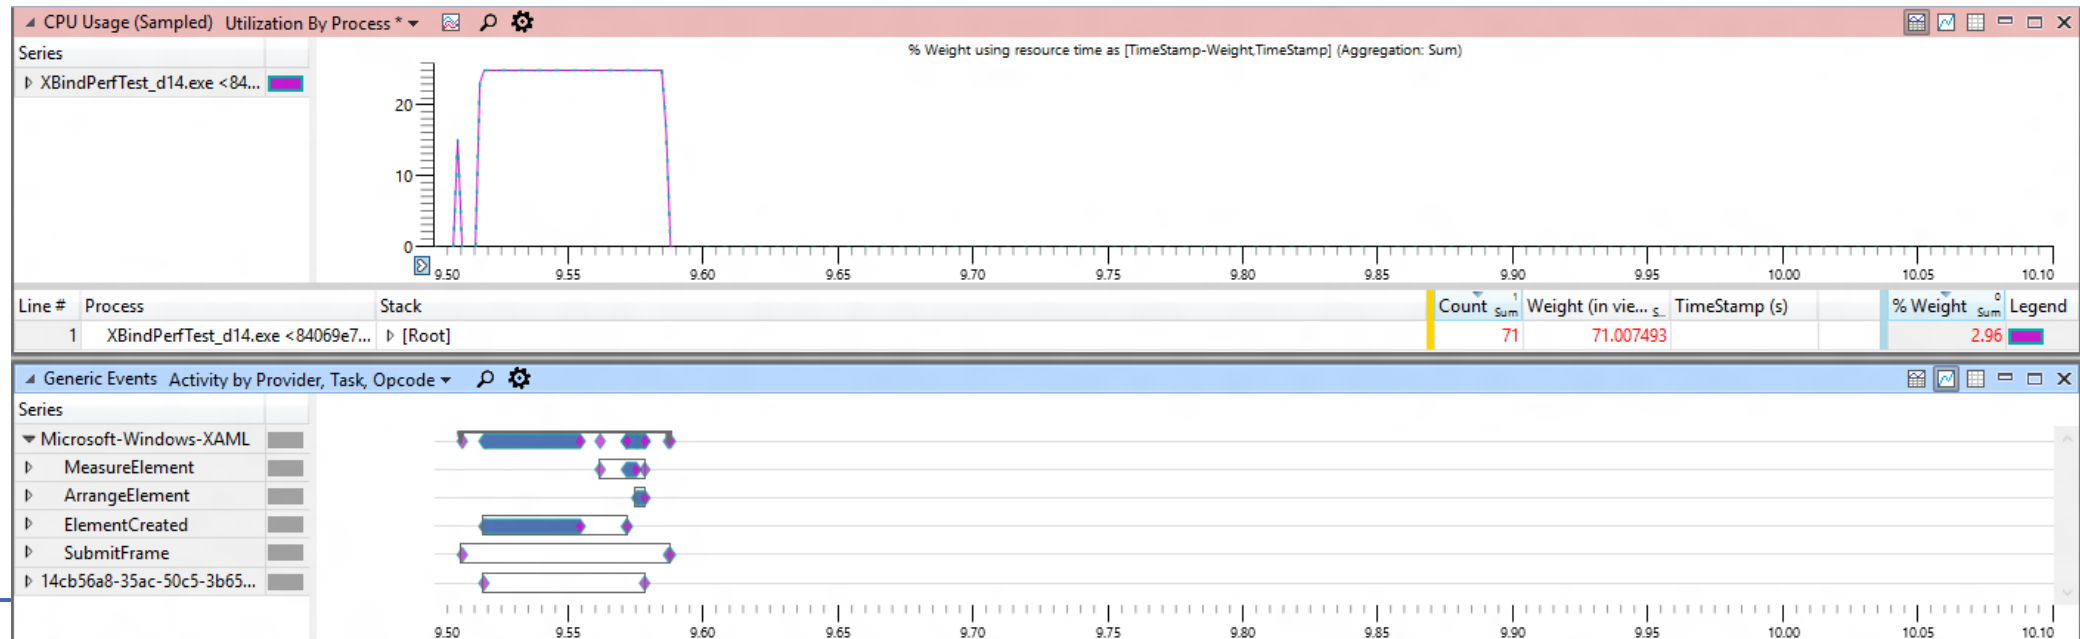 CPU Usage (Sampled) Utilization By Process *
Series
% Weight using resource time as [TimeStamp-Weight,TimeStamp] (Aggregation: Sum)
XBindPerfTest_d14.exe <84...
20
10
0
9.50 9.55 9.60 9.65 9.70 9.75 9.80 9.85 9.90 9.95 10.00 10.05 10.10
Line # Process Stack Count 1 Sum Weight (in vie... S... TimeStamp (s) % Weight 0 Sum Legend
1 XBindPerfTest_d14.exe <84069e7... [Root] 71 71.007493 2.96
Generic Events Activity by Provider, Task, Opcode
Series
Microsoft-Windows-XAML
MeasureElement
ArrangeElement
ElementCreated
SubmitFrame
14cb56a8-35ac-50c5-3b65...
9.50 9.55 9.60 9.65 9.70 9.75 9.80 9.85 9.90 9.95 10.00 10.05 10.10